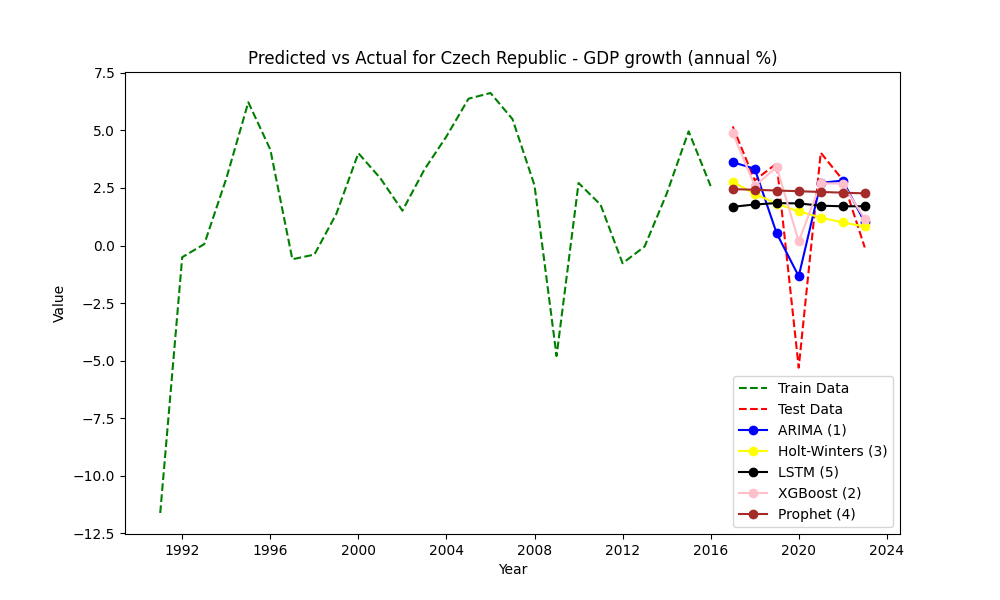 Predicted vs Actual for Czech Republic - GDP growth (annual %)
7.5
5.0
2.5
0.0
−2.5
−5.0
−7.5
−10.0
−12.5
Value
Train Data
Test Data
ARIMA (1)
Holt-Winters (3)
LSTM (5)
XGBoost (2)
Prophet (4)
1992 1996 2000 2004 2008 2012 2016 2020 2024
Year